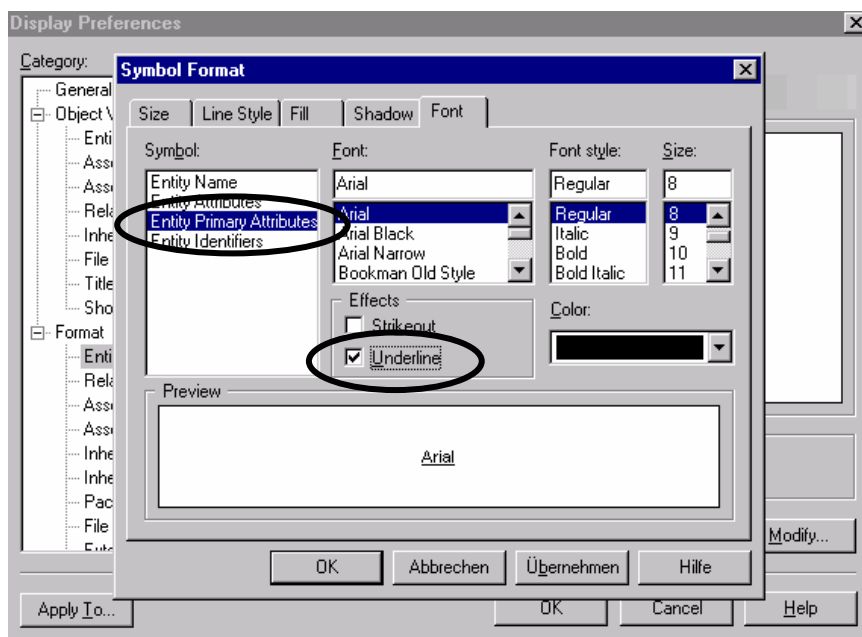 Display Preferences
Category:
General
Object V
Enti
Asso
Asso
Rela
Inhe
File
Title
Sho
Format
Enti
Rela
Asso
Asso
Inhe
Inhe
Pac
File
Symbol Format
Size Line Style Fill Shadow Font
Symbol:
Entity Name
Entity Attributes
Entity Primary Attributes
Entity Identifiers
Font:
Arial
Arial
Arial Black
Arial Narrow
Bookman Old Style
Font style:
Regular
Regular
Italic
Bold
Bold Italic
Size:
8
8
9
10
11
Effects
Strikeout
Underline
Color:
Preview
Arial
OK Abbrechen Übernehmen Hilfe
Modify...
Apply To... OK Cancel Help